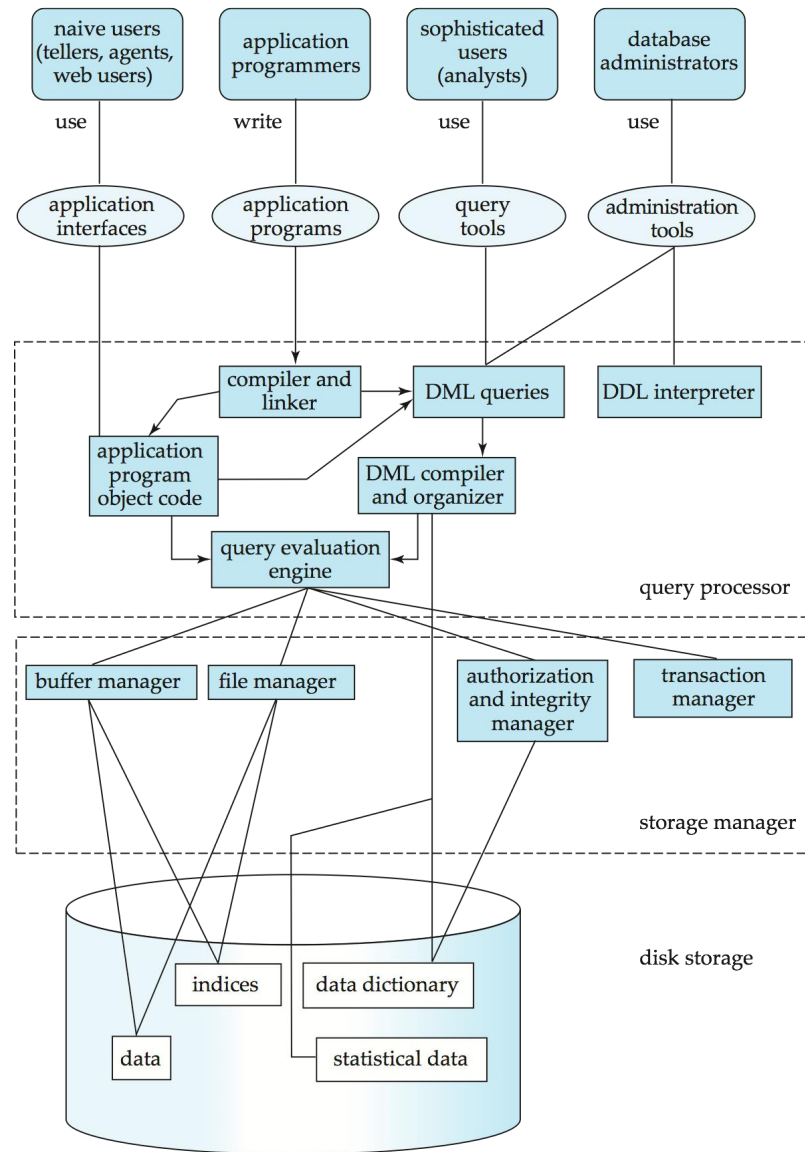 naive users
(tellers, agents,
web users)
application
programmers
sophisticated
users
(analysts)
database
administrators
use
write
use
use
application
interfaces
application
programs
query
tools
administration
tools
compiler and
linker
DML queries
DDL interpreter
application
program
object code
DML compiler
and organizer
query evaluation
engine
query processor
buffer manager
file manager
authorization
and integrity
manager
transaction
manager
storage manager
disk storage
indices
data dictionary
data
statistical data